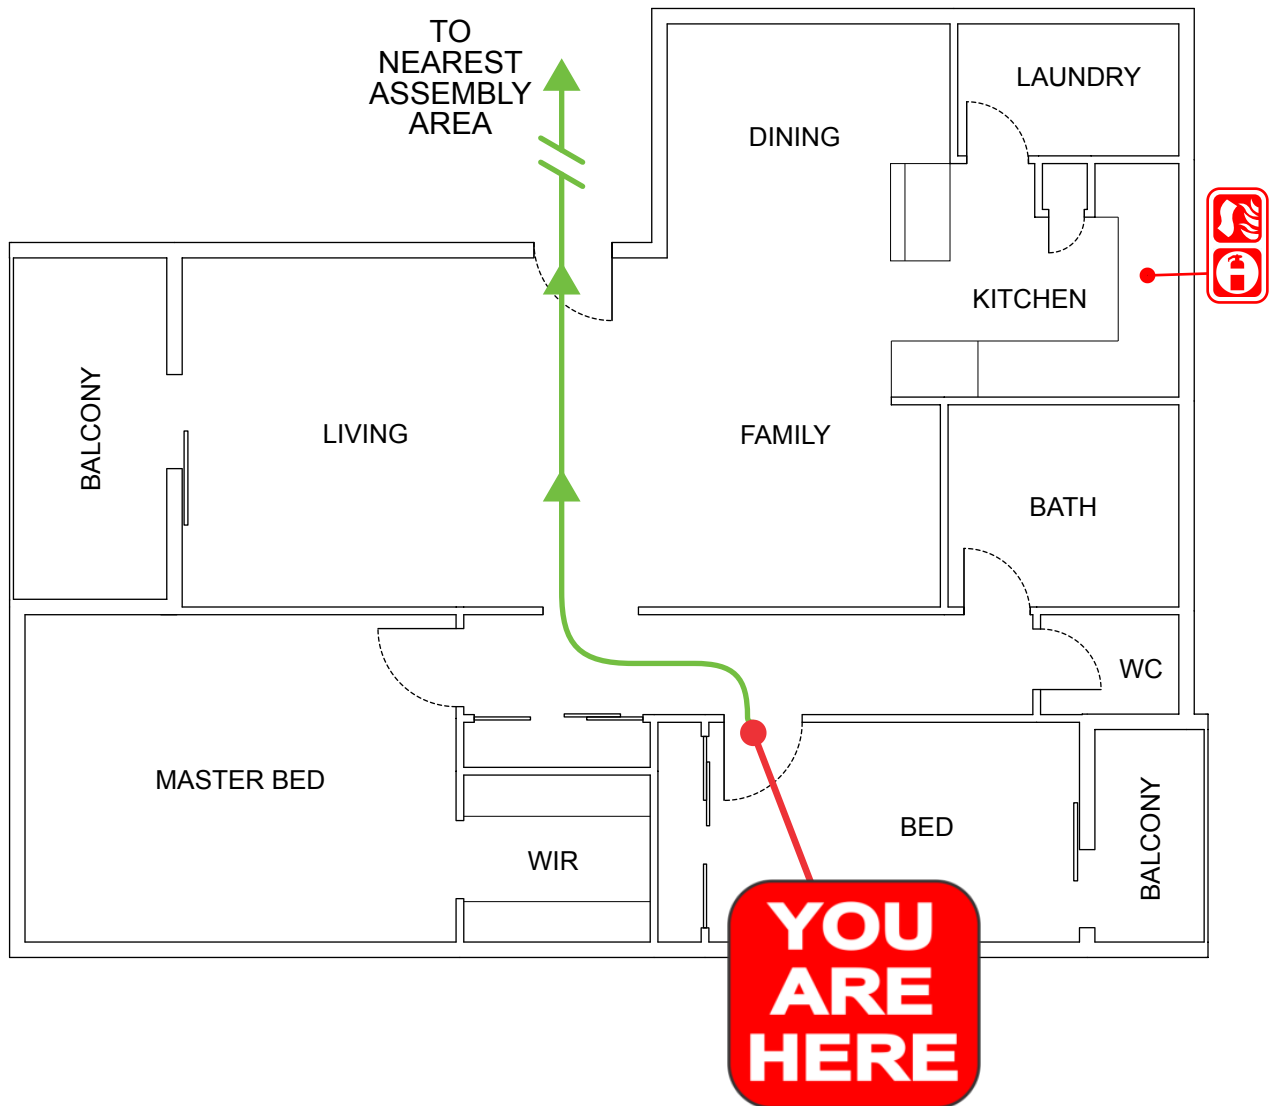 TO
NEAREST
ASSEMBLY
AREA
LAUNDRY
DINING
KITCHEN
BALCONY
LIVING
FAMILY
BATH
WC
MASTER BED
BED
BALCONY
WIR
YOU
ARE
HERE